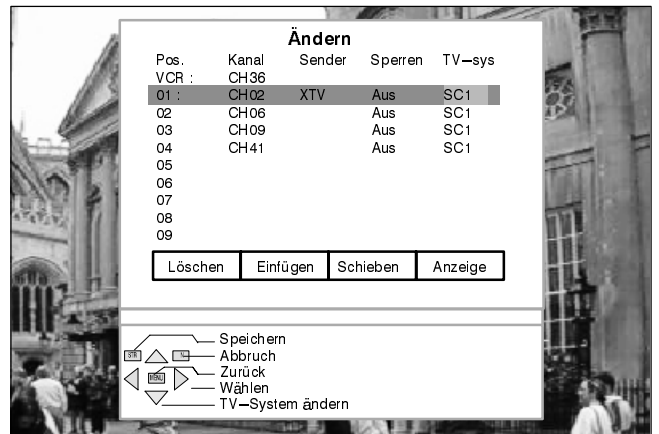 Ändern
Pos. Kanal Sender Sperren TV–sys
VCR : CH36
01 : CH02 XTV Aus SC1
02 CH06 Aus SC1
03 CH09 Aus SC1
04 CH41 Aus SC1
05
06
07
08
09
Löschen Einfügen Schieben Anzeige
Speichern
STR N Abbruch
Zurück
MENU
Wählen
TV–System ändern